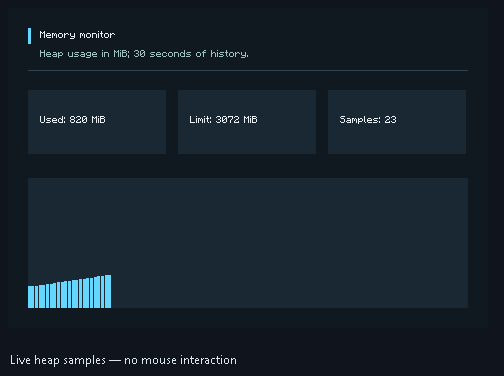 Memory monitor
Heap usage in MiB; 30 seconds of history.
Used: 820 MiB
Limit: 3072 MiB
Samples: 23
Live heap samples — no mouse interaction